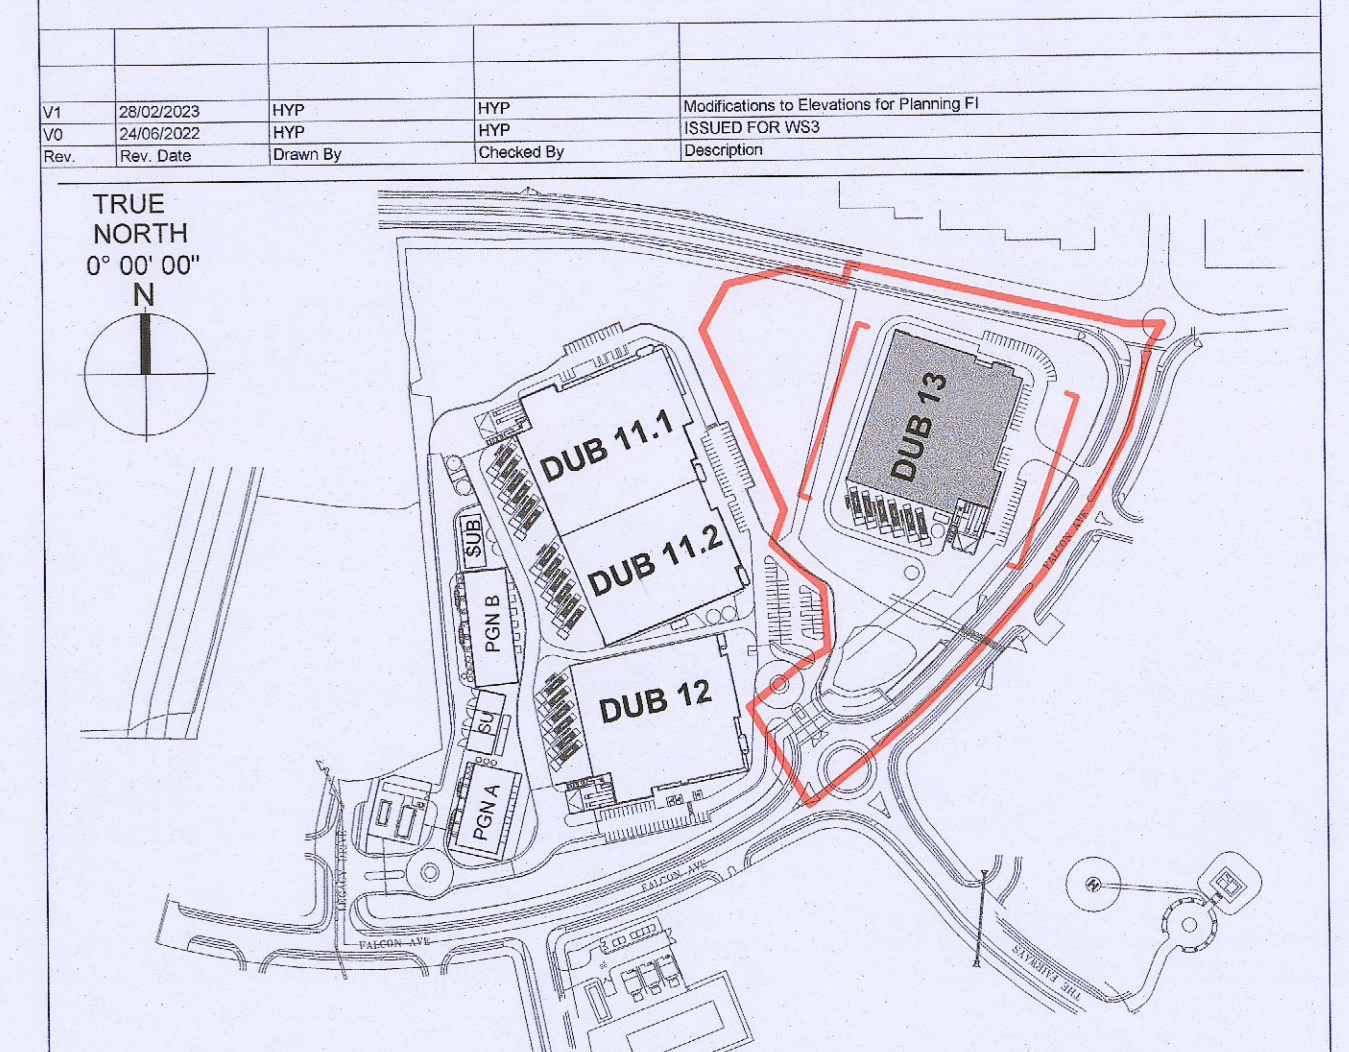 V1 28/02/2023 HYP HYP Modifications to Elevations for Planning FI
V0 24/06/2022 HYP HYP ISSUED FOR WS3
Rev. Rev. Date Drawn By Checked By Description
TRUE
NORTH
0° 00' 00"
N
DUB 13
DUB 11.1
DUB 11.2
SUB
PGN B
DUB 12
SU
PGN A
FALCON AVE
FALCON AVE
FALCON AVE
LEGACY DRIVE
THE FAIRWAYS
H